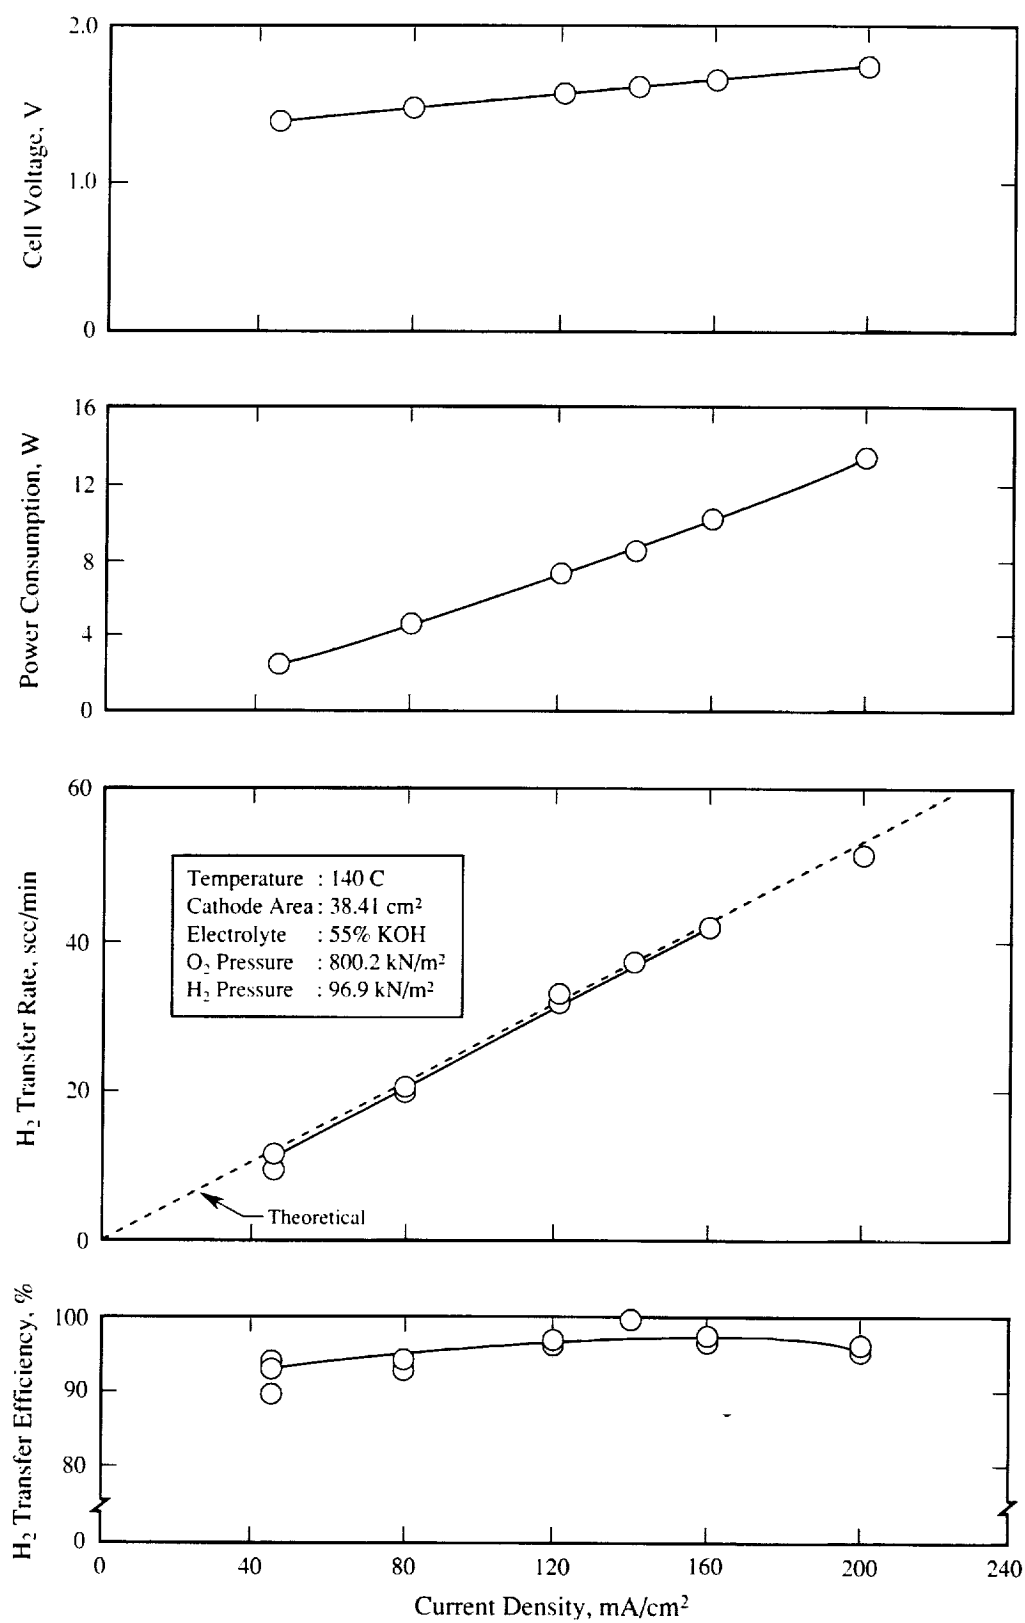 2.0
1.0
0
Cell Voltage, V
16
12
8
4
0
Power Consumption, W
60
40
20
0
H₂ Transfer Rate, scc/min
Temperature : 140 C
Cathode Area : 38.41 cm²
Electrolyte : 55% KOH
O₂ Pressure : 800.2 kN/m²
H₂ Pressure : 96.9 kN/m²
Theoretical
100
90
80
0
H₂ Transfer Efficiency, %
0 40 80 120 160 200 240
Current Density, mA/cm²